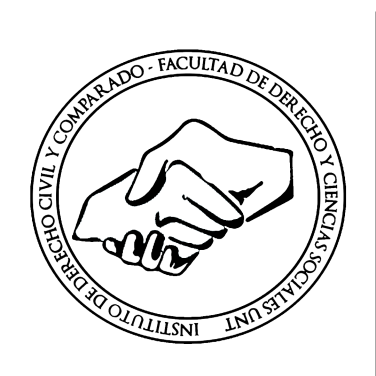 INSTITUTO DE DERECHO CIVIL Y COMPARADO - FACULTAD DE DERECHO Y CIENCIAS SOCIALES UNT